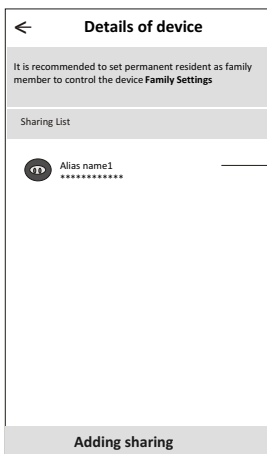 Details of device
It is recommended to set permanent resident as family
member to control the device Family Settings
Sharing List
Alias name1
************
Adding sharing